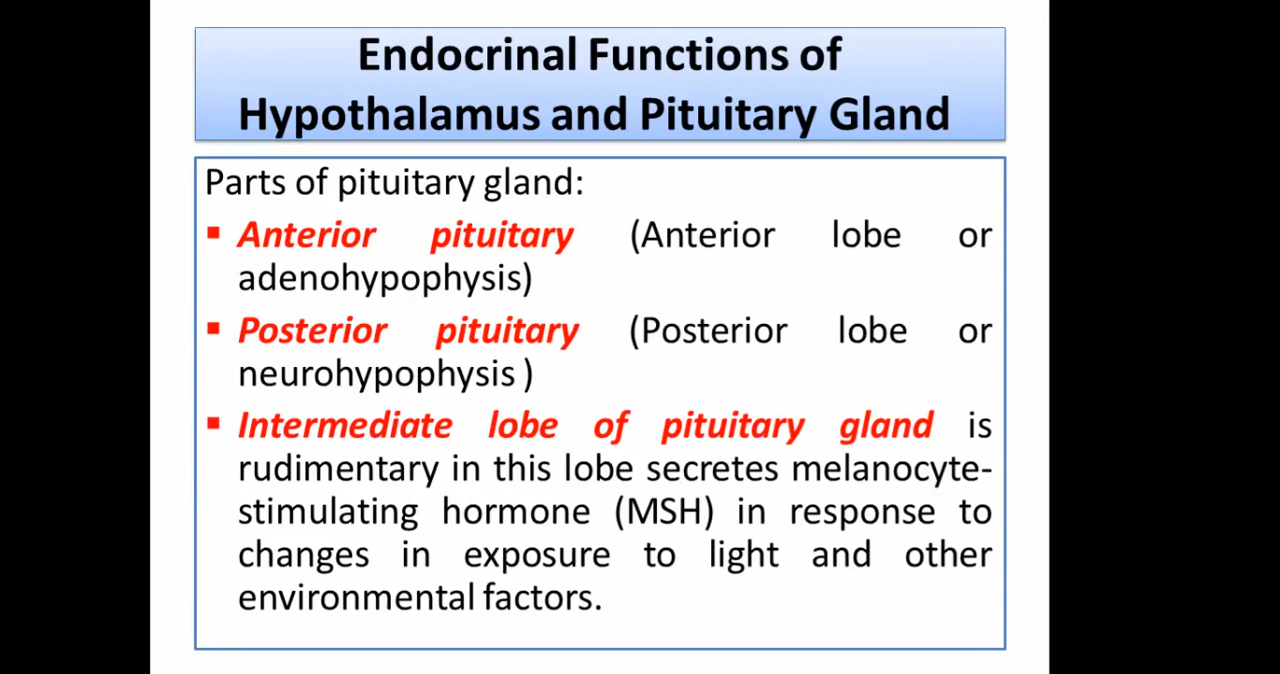 Endocrinal Functions of
Hypothalamus and Pituitary Gland
Parts of pituitary gland:
▪ Anterior pituitary (Anterior lobe or
adenohypophysis)
▪ Posterior pituitary (Posterior lobe or
neurohypophysis )
▪ Intermediate lobe of pituitary gland is
rudimentary in this lobe secretes melanocyte-
stimulating hormone (MSH) in response to
changes in exposure to light and other
environmental factors.